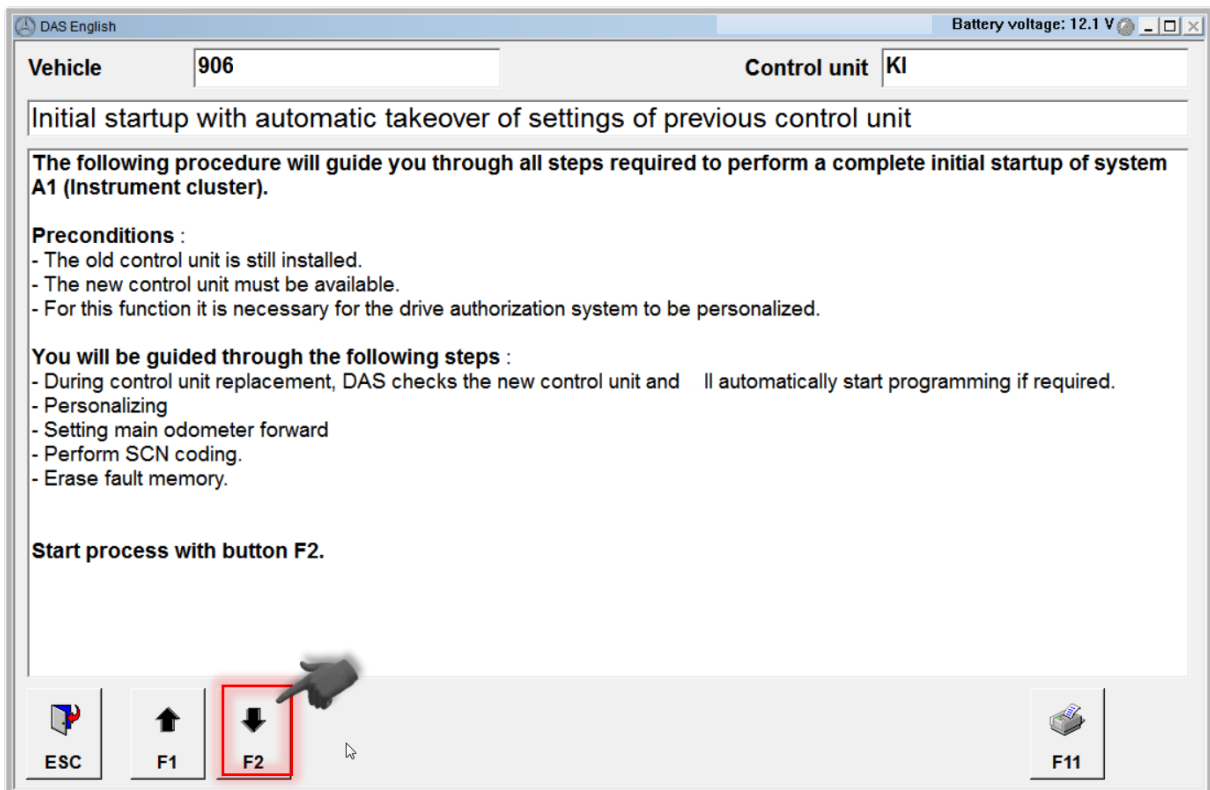 DAS English
Battery voltage: 12.1 V
Vehicle 906 Control unit KI
Initial startup with automatic takeover of settings of previous control unit
The following procedure will guide you through all steps required to perform a complete initial startup of system
A1 (Instrument cluster).
Preconditions :
- The old control unit is still installed.
- The new control unit must be available.
- For this function it is necessary for the drive authorization system to be personalized.
You will be guided through the following steps :
- During control unit replacement, DAS checks the new control unit and ll automatically start programming if required.
- Personalizing
- Setting main odometer forward
- Perform SCN coding.
- Erase fault memory.
Start process with button F2.
ESC F1 F2 F11